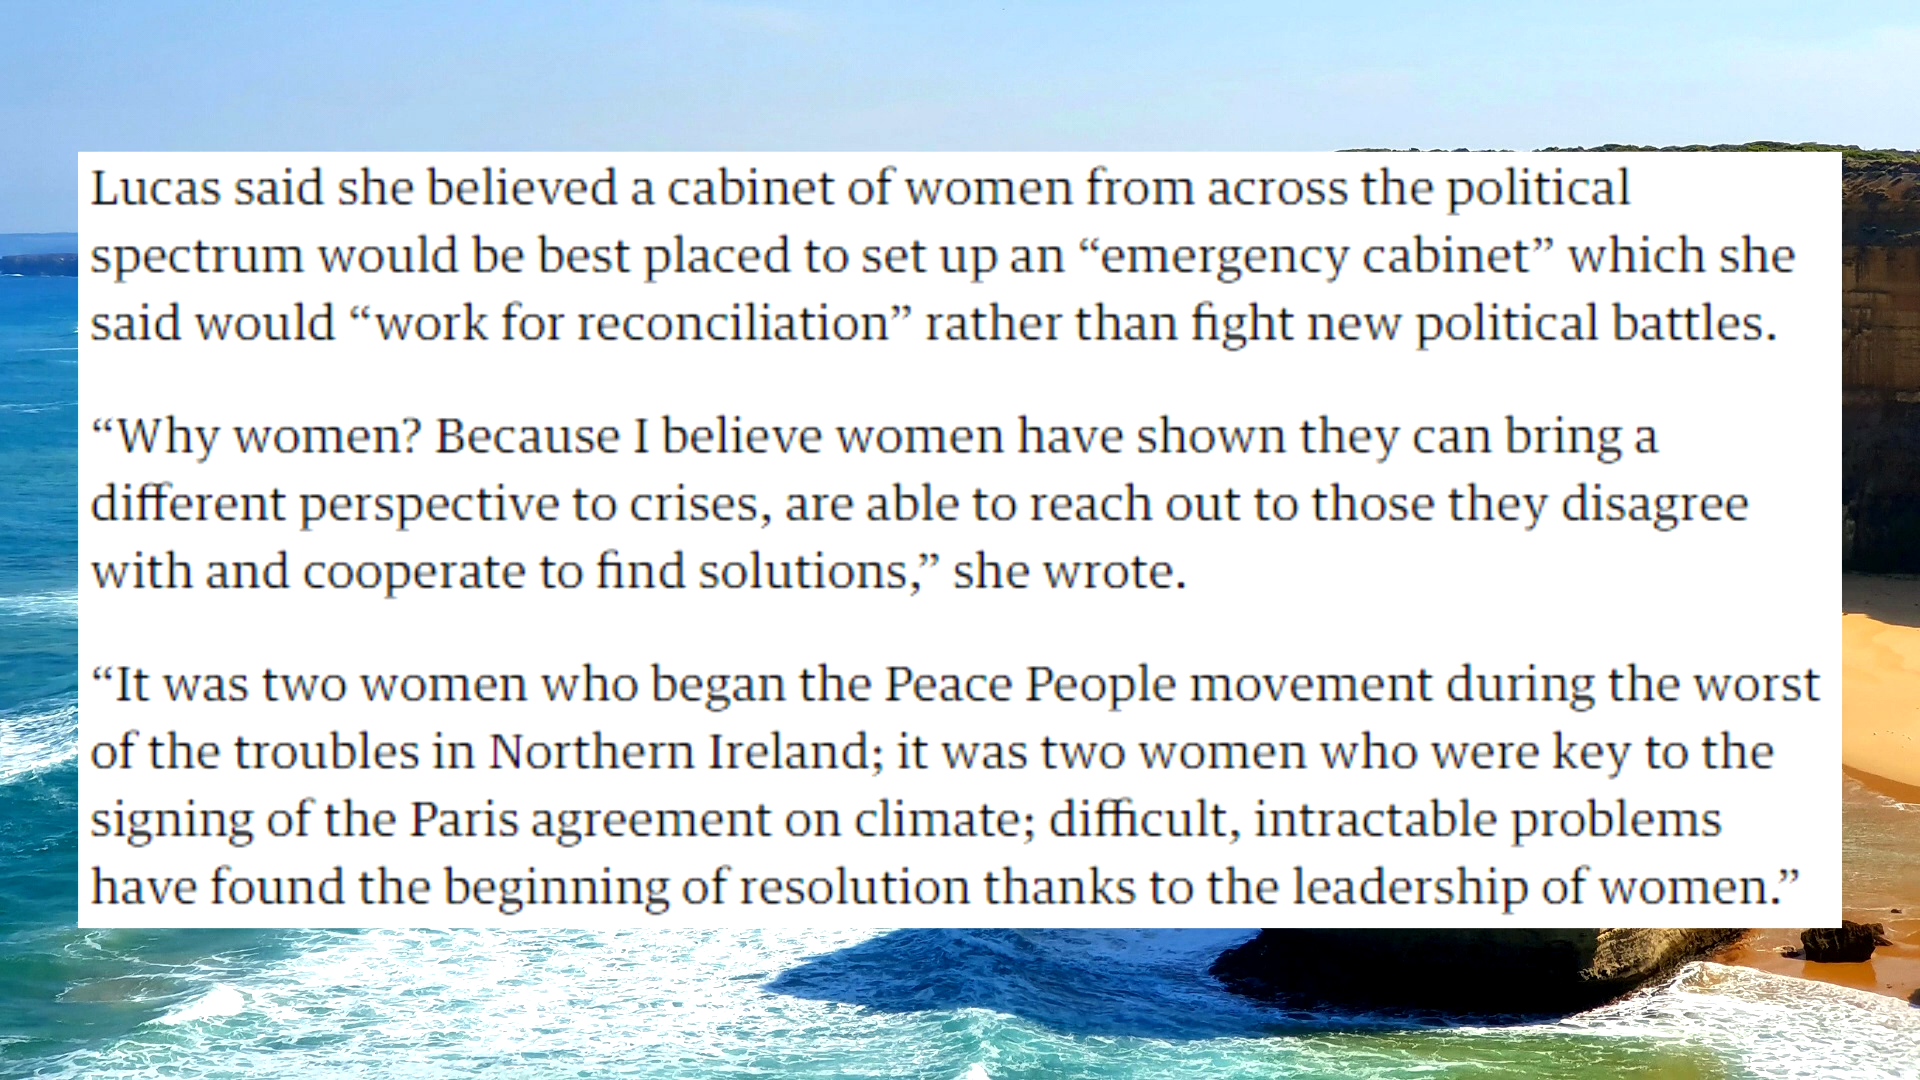 Lucas said she believed a cabinet of women from across the political
spectrum would be best placed to set up an “emergency cabinet” which she
said would “work for reconciliation” rather than fight new political battles.
“Why women? Because I believe women have shown they can bring a
different perspective to crises, are able to reach out to those they disagree
with and cooperate to find solutions,” she wrote.
“It was two women who began the Peace People movement during the worst
of the troubles in Northern Ireland; it was two women who were key to the
signing of the Paris agreement on climate; difficult, intractable problems
have found the beginning of resolution thanks to the leadership of women.”